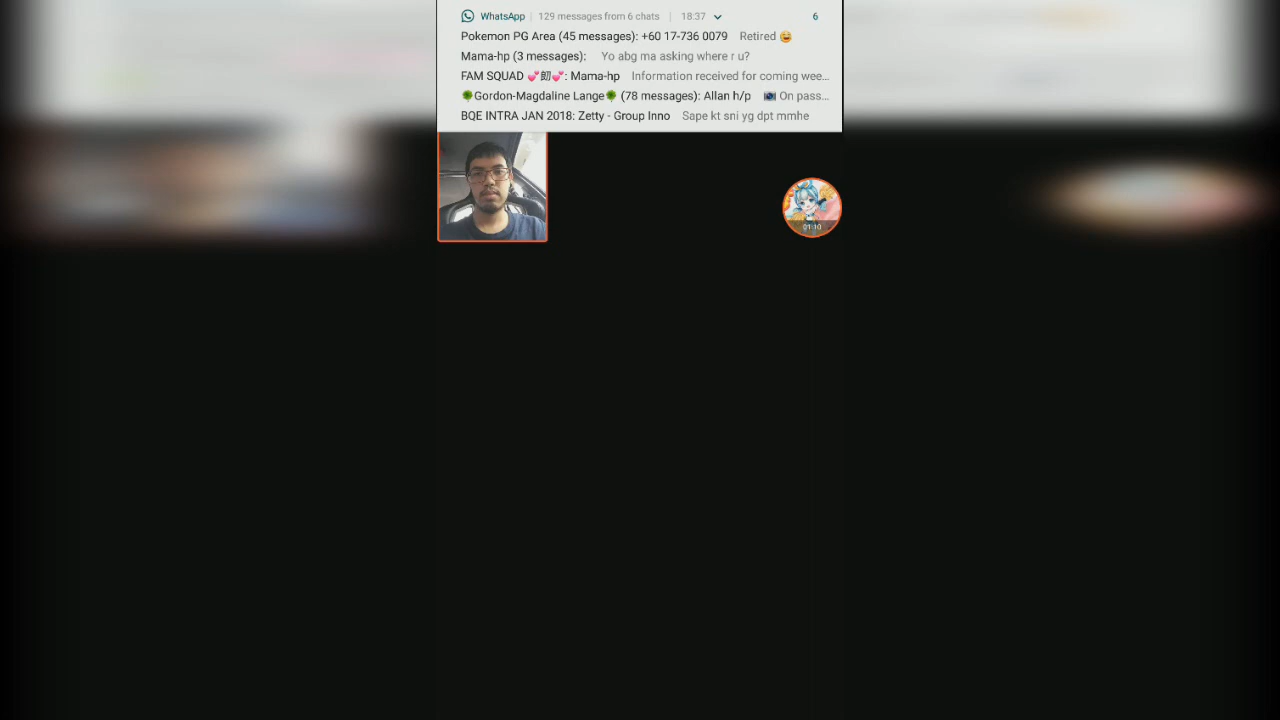 WhatsApp | 129 messages from 6 chats | 18:37 6
Pokemon PG Area (45 messages): +60 17-736 0079 Retired 😄
Mama-hp (3 messages): Yo abg ma asking where r u?
FAM SQUAD 💞👪💞: Mama-hp Information received for coming wee...
🌳Gordon-Magdaline Lange🌳 (78 messages): Allan h/p 📷 On pass...
BQE INTRA JAN 2018: Zetty - Group Inno Sape kt sni yg dpt mmhe
01:10